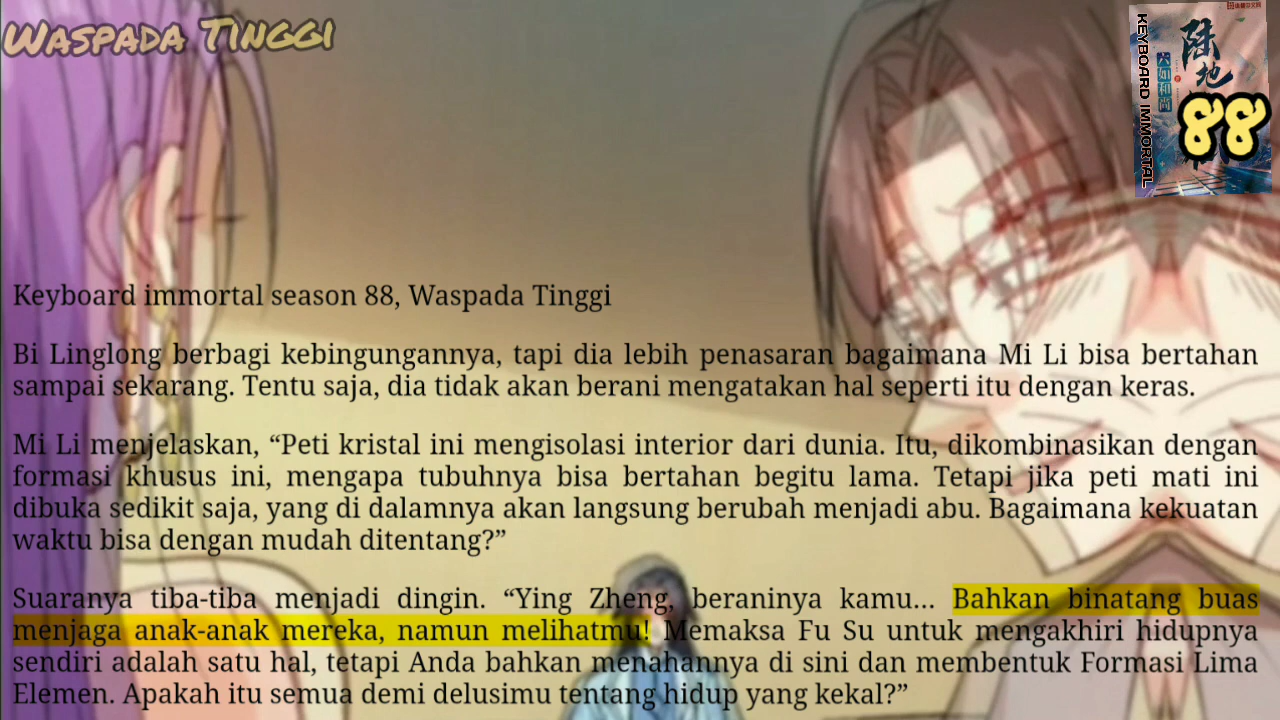 Waspada Tinggi
KEYBOARD IMMORTAL
陆地
六如和尚
88
Keyboard immortal season 88, Waspada Tinggi
Bi Linglong berbagi kebingungannya, tapi dia lebih penasaran bagaimana Mi Li bisa bertahan
sampai sekarang. Tentu saja, dia tidak akan berani mengatakan hal seperti itu dengan keras.
Mi Li menjelaskan, “Peti kristal ini mengisolasi interior dari dunia. Itu, dikombinasikan dengan
formasi khusus ini, mengapa tubuhnya bisa bertahan begitu lama. Tetapi jika peti mati ini
dibuka sedikit saja, yang di dalamnya akan langsung berubah menjadi abu. Bagaimana kekuatan
waktu bisa dengan mudah ditentang?”
Suaranya tiba-tiba menjadi dingin. “Ying Zheng, beraninya kamu... Bahkan binatang buas
menjaga anak-anak mereka, namun melihatmu! Memaksa Fu Su untuk mengakhiri hidupnya
sendiri adalah satu hal, tetapi Anda bahkan menahannya di sini dan membentuk Formasi Lima
Elemen. Apakah itu semua demi delusimu tentang hidup yang kekal?”